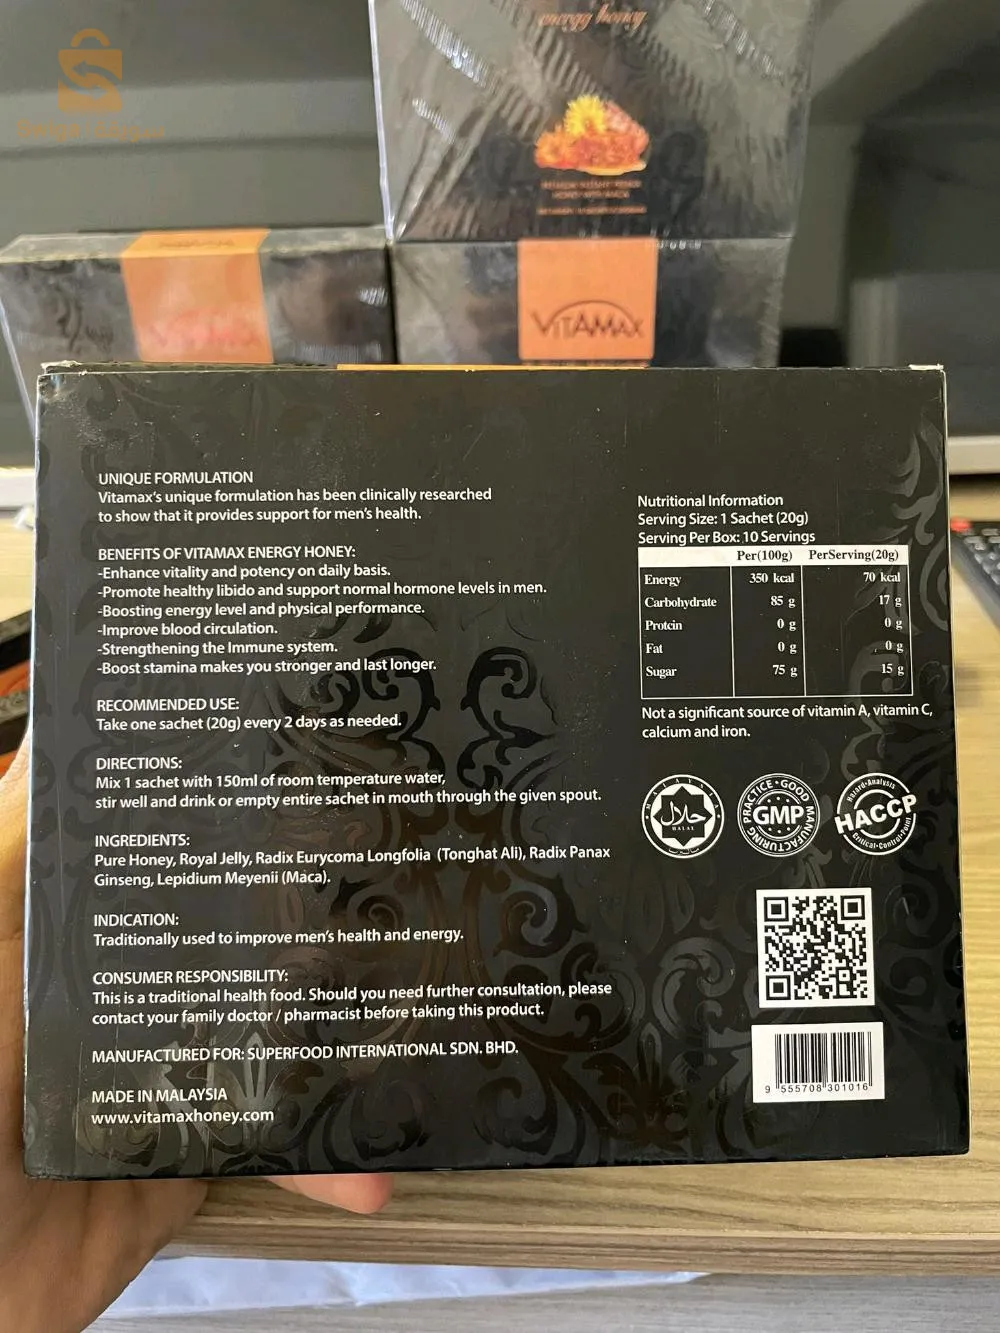 energy honey
VITAMAX
UNIQUE FORMULATION
Vitamax's unique formulation has been clinically researched
to show that it provides support for men's health.
BENEFITS OF VITAMAX ENERGY HONEY:
-Enhance vitality and potency on daily basis.
-Promote healthy libido and support normal hormone levels in men.
-Boosting energy level and physical performance.
-Improve blood circulation.
-Strengthening the Immune system.
-Boost stamina makes you stronger and last longer.
RECOMMENDED USE:
Take one sachet (20g) every 2 days as needed.
DIRECTIONS:
Mix 1 sachet with 150ml of room temperature water,
stir well and drink or empty entire sachet in mouth through the given spout.
INGREDIENTS:
Pure Honey, Royal Jelly, Radix Eurycoma Longfolia (Tonghat Ali), Radix Panax
Ginseng, Lepidium Meyenii (Maca).
INDICATION:
Traditionally used to improve men's health and energy.
CONSUMER RESPONSIBILITY:
This is a traditional health food. Should you need further consultation, please
contact your family doctor / pharmacist before taking this product.
MANUFACTURED FOR: SUPERFOOD INTERNATIONAL SDN. BHD.
MADE IN MALAYSIA
www.vitamaxhoney.com
Nutritional Information
Serving Size: 1 Sachet (20g)
Serving Per Box: 10 Servings
Per(100g) PerServing(20g)
Energy 350 kcal 70 kcal
Carbohydrate 85 g 17 g
Protein 0 g 0 g
Fat 0 g 0 g
Sugar 75 g 15 g
Not a significant source of vitamin A, vitamin C,
calcium and iron.
MALAYSIA
حلال
HALAL
GOOD MANUFACTURING PRACTICE
GMP
Hazard-Analysis
HACCP
Critical-Control-Point
9 555708 301016